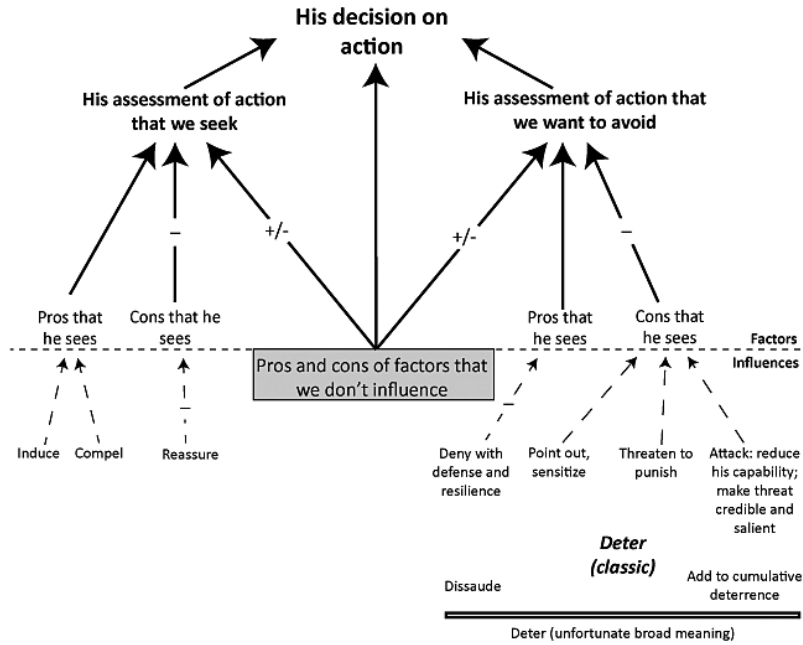 His decision on
action
His assessment of action
that we seek
His assessment of action that
we want to avoid
+/-
+/-
–
–
Pros that
he sees
Cons that he
sees
Pros that
he sees
Cons that
he sees
Factors
Influences
Pros and cons of factors that
we don't influence
–
–
Induce
Compel
Reassure
Deny with
defense and
resilience
Point out,
sensitize
Threaten to
punish
Attack: reduce
his capability;
make threat
credible and
salient
Deter
(classic)
Dissaude
Add to cumulative
deterrence
Deter (unfortunate broad meaning)